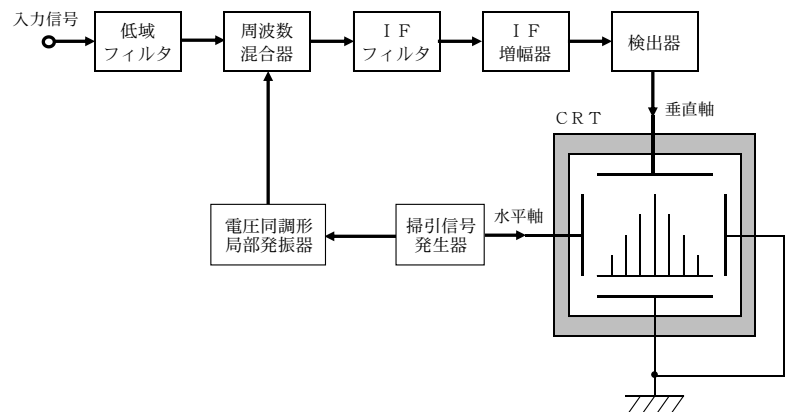 入力信号
低域
フィルタ
周波数
混合器
ＩＦ
フィルタ
ＩＦ
増幅器
検出器
垂直軸
ＣＲＴ
電圧同調形
局部発振器
掃引信号
発生器
水平軸